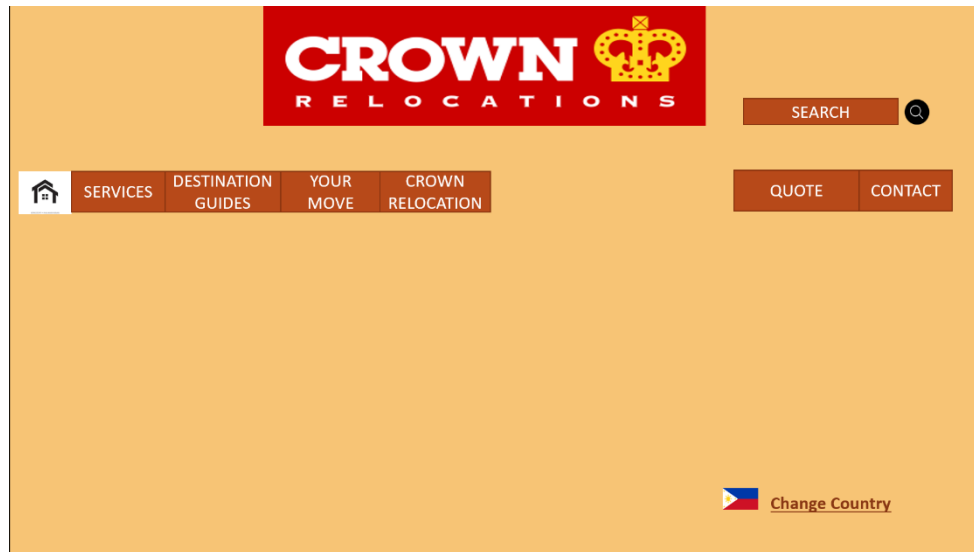 CROWN
RELOCATIONS
SEARCH
SERVICES
DESTINATION
GUIDES
YOUR
MOVE
CROWN
RELOCATION
QUOTE
CONTACT
Change Country